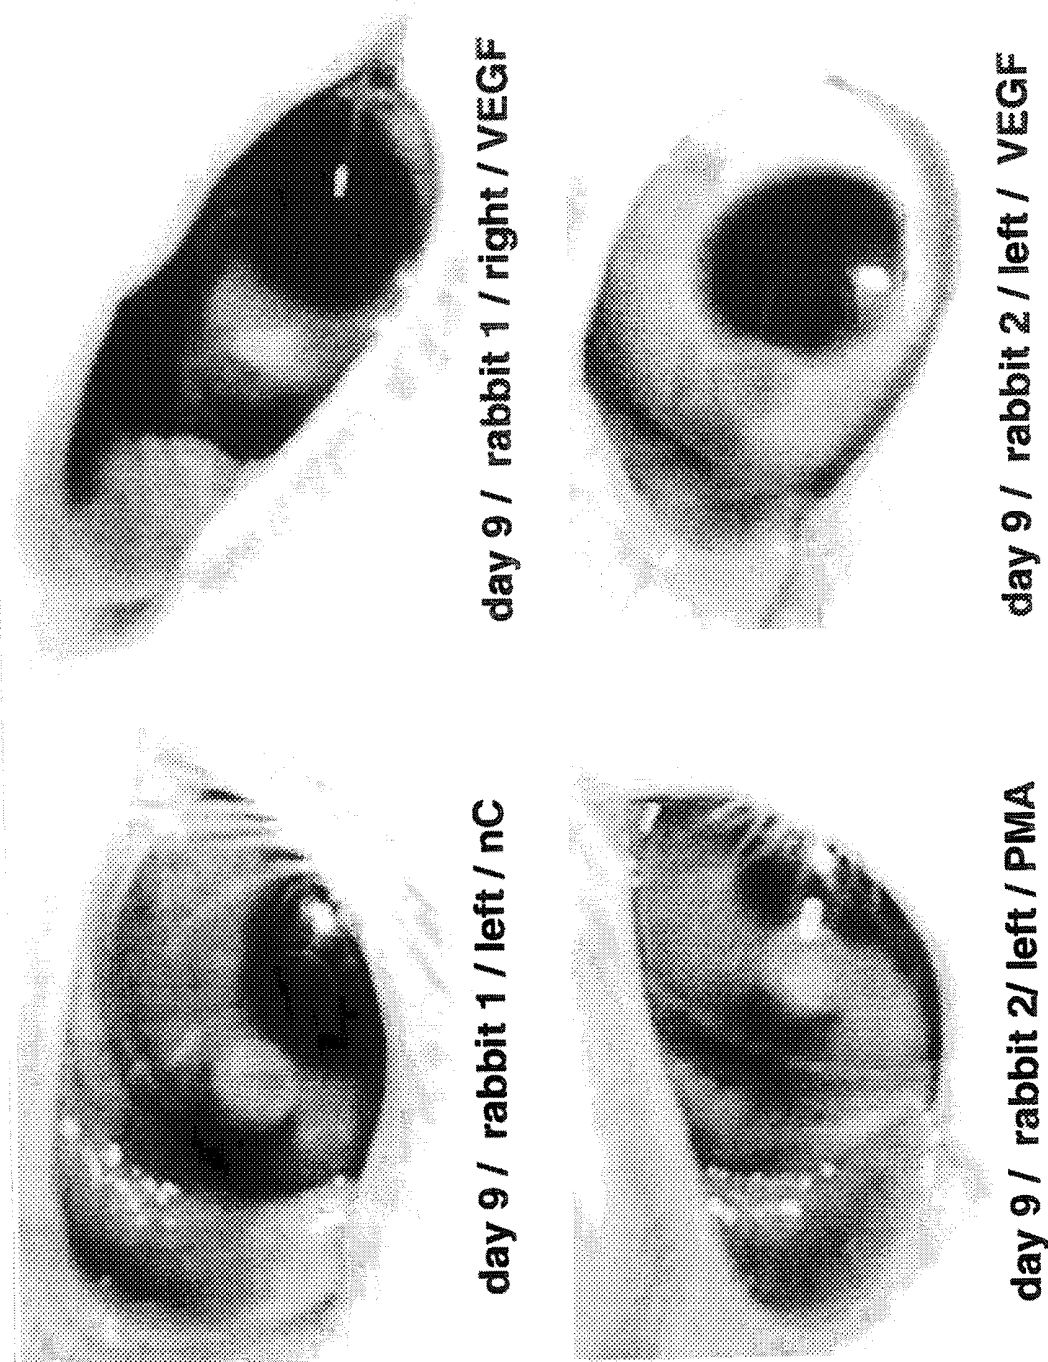 day 9 / rabbit 1 / left / nC
day 9 / rabbit 1 / right / VEGF
day 9 / rabbit 2/ left / PMA
day 9 / rabbit 2 / left / VEGF